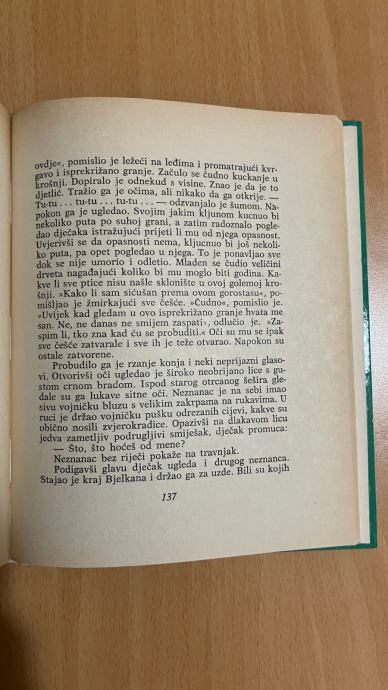 ovdje«, pomislio je ležeći na leđima i promatrajući kvr-
gavo i isprekrižano granje. Začulo se čudno kuckanje u
krošnji. Dopiralo je odnekud s visine. Znao je da je to
djetlić. Tražio ga je očima, ali nikako da ga otkrije. —
Tu-tu . . . tu-tu . . . tu-tu . . . — odzvanjalo je šumom. Na-
pokon ga je ugledao. Svojim jakim kljunom kucnuo bi
nekoliko puta po suhoj grani, a zatim radoznalo pogle-
dao dječaka istražujući prijeti li mu od njega opasnost.
Uvjerivši se da opasnosti nema, kljucnuo bi još nekoli-
ko puta, pa opet pogledao u njega. To je ponavljao sve
dok se nije umorio i odletio. Mladen se čudio veličini
drveta nagađajući koliko bi mu moglo biti godina. Ka-
kve li sve ptice nisu našle sklonište u ovoj golemoj kro-
šnji. »Kako li sam sićušan prema ovom gorostasu«, po-
mišljao je žmirkajući sve češće. »Čudno«, pomislio je.
»Uvijek kad gledam u ovo isprekrižano granje hvata me
san. Ne, ne, danas ne smijem zaspati«, odlučio je. »Za-
spim li, tko zna kad ću se probuditi.« Oči su mu se ipak
sve češće zatvarale i sve ih je teže otvarao. Napokon su
ostale zatvorene.
Probudilo ga je rzanje konja i neki neprijazni glaso-
vi. Otvorivši oči ugledao je široko neobrijano lice s gu-
stom crnom bradom. Ispod starog otrcanog šešira gle-
dale su ga lukave sitne oči. Neznanac je na sebi imao
sivu vojničku bluzu s velikim zakrpama na rukavima. U
ruci je držao vojničku pušku odrezanih cijevi, kakve su
obično nosili zvjerokradice. Opazivši na dlakavom licu
jedva zametljiv podrugljivi smiješak, dječak promuca:
— Što, što hoćeš od mene?
Neznanac bez riječi pokaže na travnjak.
Podigavši glavu dječak ugleda i drugog neznanca.
Stajao je kraj Bjelkana i držao ga za uzde. Bili su kojih
137